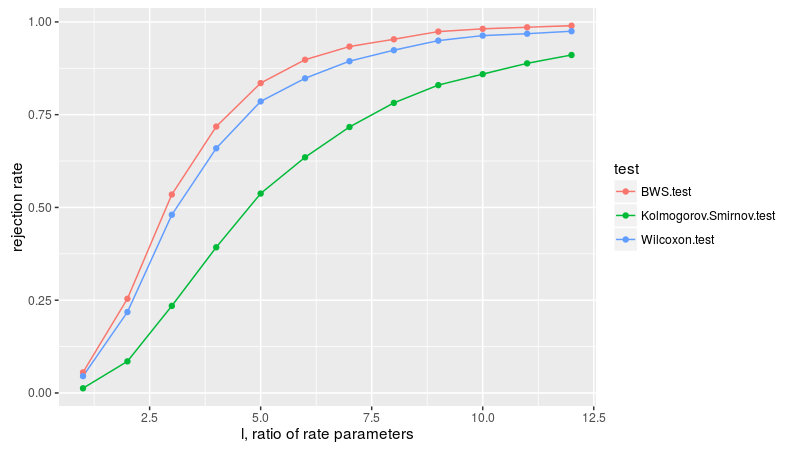 1.00
0.75
0.50
0.25
0.00
rejection rate
2.5
5.0
7.5
10.0
12.5
l, ratio of rate parameters
test
BWS.test
Kolmogorov.Smirnov.test
Wilcoxon.test